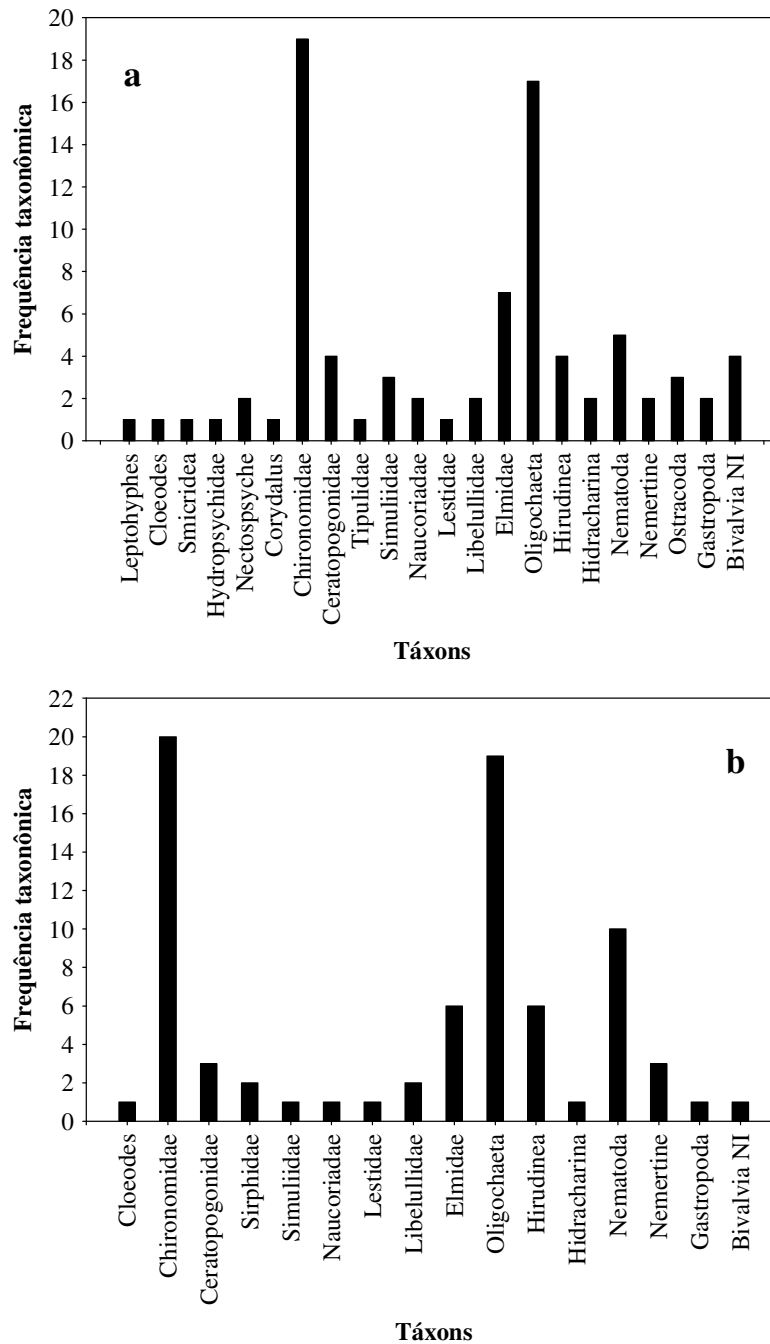 20
18
16
14
12
10
8
6
4
2
0
a
Frequência taxonômica
Leptohyphes
Cloeodes
Smicridea
Hydropsychidae
Nectospyche
Corydalus
Chironomidae
Ceratopogonidae
Tipulidae
Simuliidae
Naucoriadae
Lestidae
Libelullidae
Elmidae
Oligochaeta
Hirudinea
Hidracharina
Nematoda
Nemertine
Ostracoda
Gastropoda
Bivalvia NI
Táxons
22
20
18
16
14
12
10
8
6
4
2
0
b
Frequência taxonônica
Cloeodes
Chironomidae
Ceratopogonidae
Sirphidae
Simuliidae
Naucoriadae
Lestidae
Libelullidae
Elmidae
Oligochaeta
Hirudinea
Hidracharina
Nematoda
Nemertine
Gastropoda
Bivalvia NI
Táxons